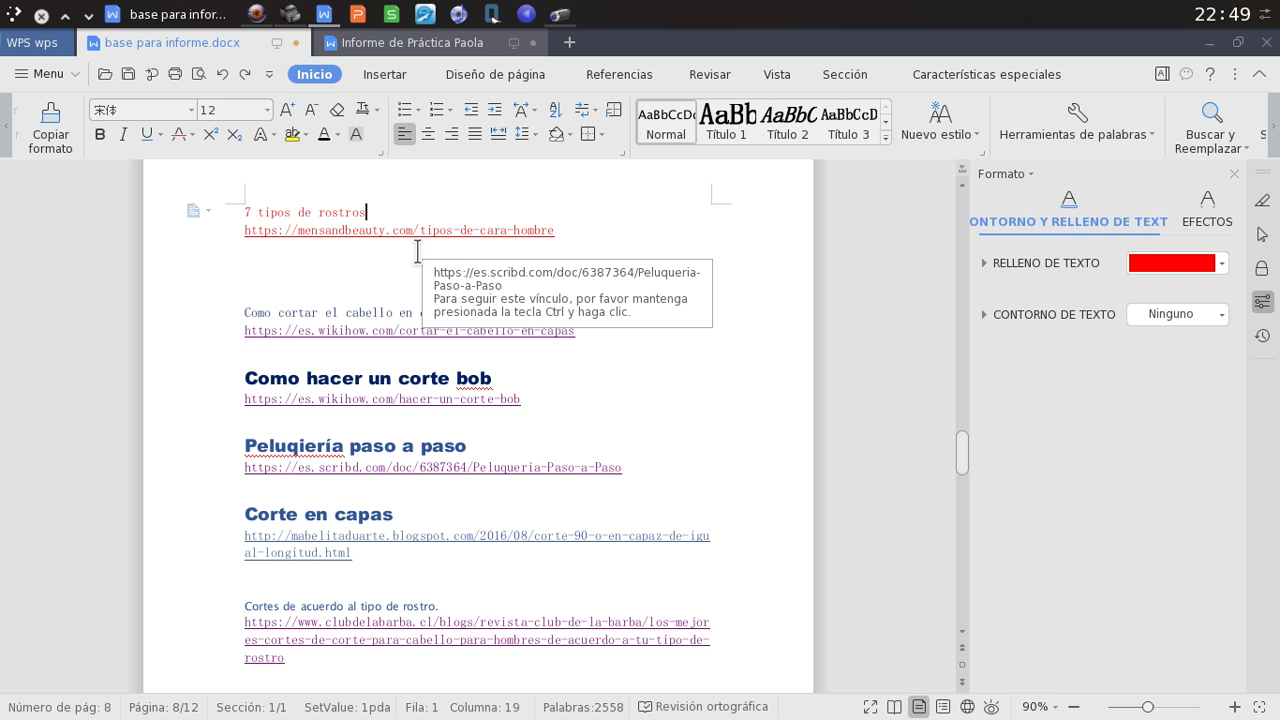 base para infor...
22:49
WPS wps
base para informe.docx
Informe de Práctica Paola
Menu
Inicio
Insertar
Diseño de página
Referencias
Revisar
Vista
Sección
Características especiales
Copiar
formato
宋体
12
AaBbCcDc
Normal
AaBb
Título 1
AaBbC
Título 2
AaBbCcD
Título 3
Nuevo estilo
Herramientas de palabras
Buscar y
Reemplazar
7 tipos de rostros
https://mensandbeauty.com/tipos-de-cara-hombre
https://es.scribd.com/doc/6387364/Peluqueria-
Paso-a-Paso
Para seguir este vínculo, por favor mantenga
presionada la tecla Ctrl y haga clic.
Como cortar el cabello en
https://es.wikihow.com/cortar-el-cabello-en-capas
Como hacer un corte bob
https://es.wikihow.com/hacer-un-corte-bob
Peluqiería paso a paso
https://es.scribd.com/doc/6387364/Peluqueria-Paso-a-Paso
Corte en capas
http://mabelitaduarte.blogspot.com/2016/08/corte-90-o-en-capaz-de-igu
al-longitud.html
Cortes de acuerdo al tipo de rostro.
https://www.clubdelabarba.cl/blogs/revista-club-de-la-barba/los-mejor
es-cortes-de-corte-para-cabello-para-hombres-de-acuerdo-a-tu-tipo-de-
rostro
Formato
ONTORNO Y RELLENO DE TEXT
EFECTOS
RELLENO DE TEXTO
CONTORNO DE TEXTO
Ninguno
Número de pág: 8
Página: 8/12
Sección: 1/1
SetValue: 1pda
Fila: 1
Columna: 19
Palabras:2558
Revisión ortográfica
90%